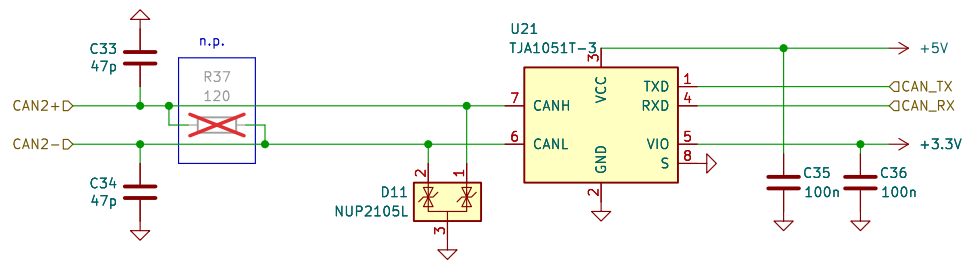 U21
TJA1051T-3
n.p.
C33
47p
R37
120
3
+5V
VCC
TXD
1
CAN_TX
CAN2+
7
CANH
RXD
4
CAN_RX
CAN2-
6
CANL
VIO
5
+3.3V
GND
S
8
C34
47p
2
1
D11
NUP2105L
3
2
C35
100n
C36
100n